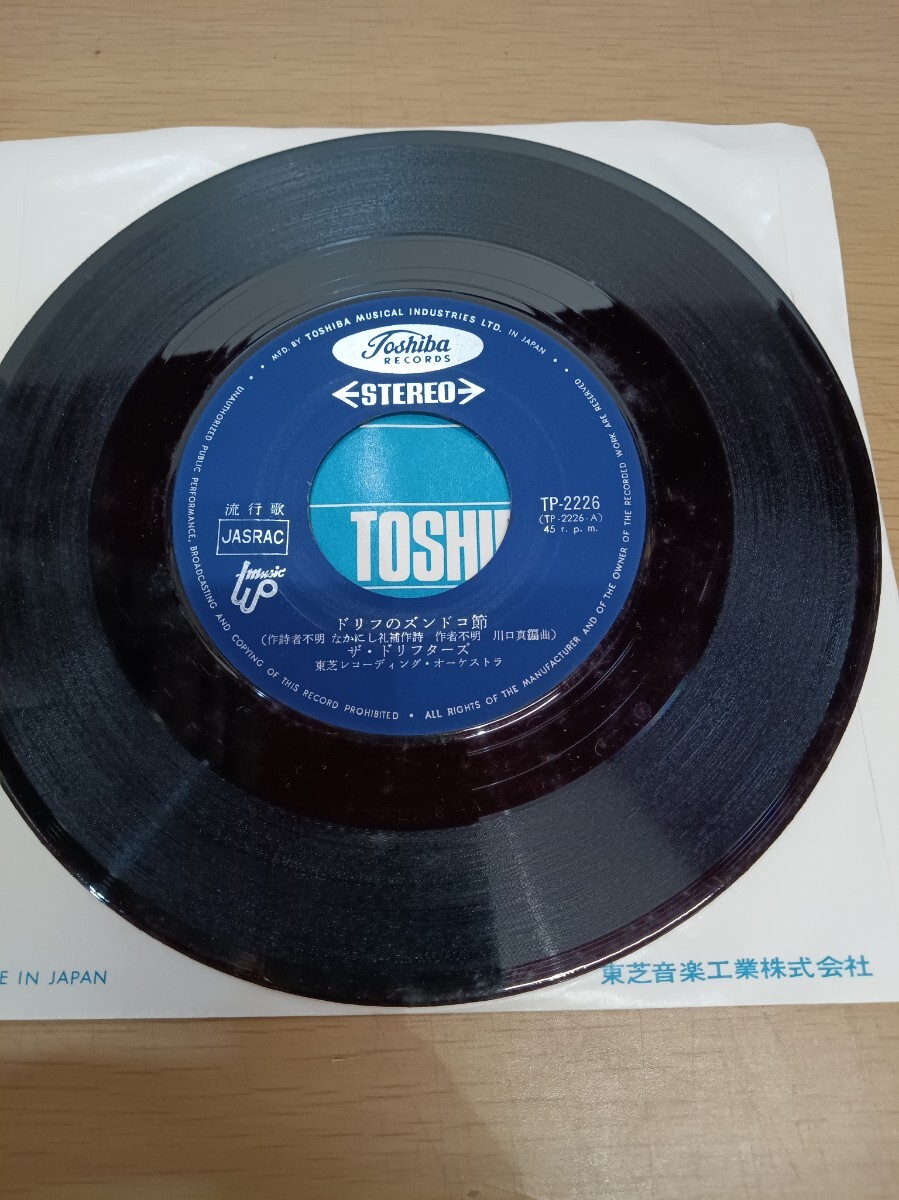 • MFD. BY TOSHIBA MUSICAL INDUSTRIES LTD. IN JAPAN •
Toshiba
RECORDS
STEREO
流行歌
JASRAC
music
up
TP-2226
(TP-2226-A)
45 r. p. m.
TOSHI
ドリフのズンドコ節
(作詩者不明 なかにし礼補作詩 作者不明 川口真編曲)
ザ・ドリフターズ
東芝レコーディング・オーケストラ
UNAUTHORIZED PUBLIC PERFORMANCE, BROADCASTING AND COPYING OF THIS RECORD PROHIBITED • ALL RIGHTS OF THE MANUFACTURER AND OF THE OWNER OF THE RECORDED WORK ARE RESERVED
IN JAPAN
東芝音楽工業株式会社